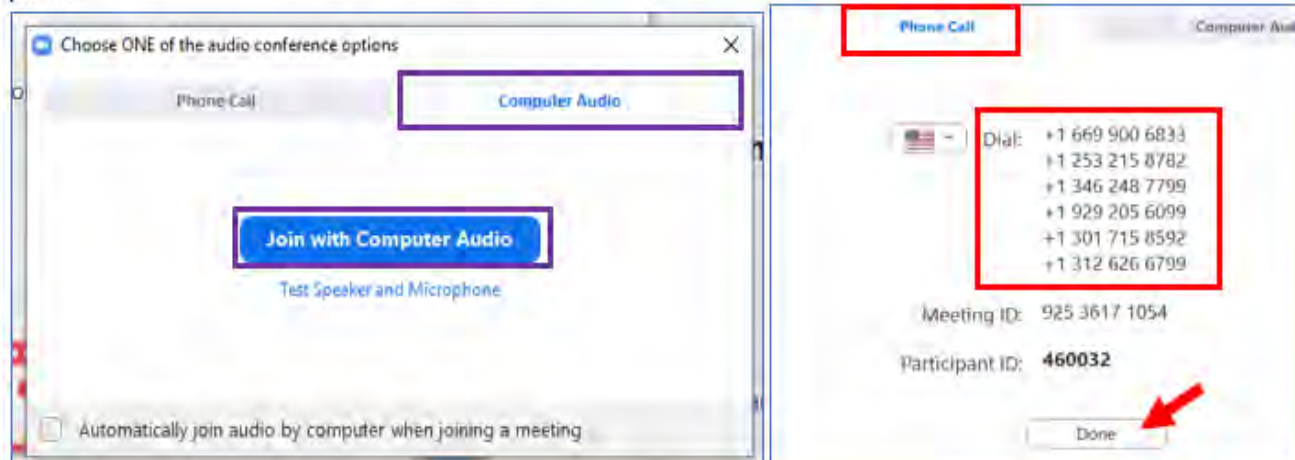 Choose ONE of the audio conference options
Phone Call
Computer Audio
Join with Computer Audio
Test Speaker and Microphone
Automatically join audio by computer when joining a meeting
Phone Call
Computer
Dial:
+1 669 900 6833
+1 253 215 8782
+1 346 248 7799
+1 929 205 6099
+1 301 715 8592
+1 312 626 6799
Meeting ID: 925 3617 1054
Participant ID: 460032
Done